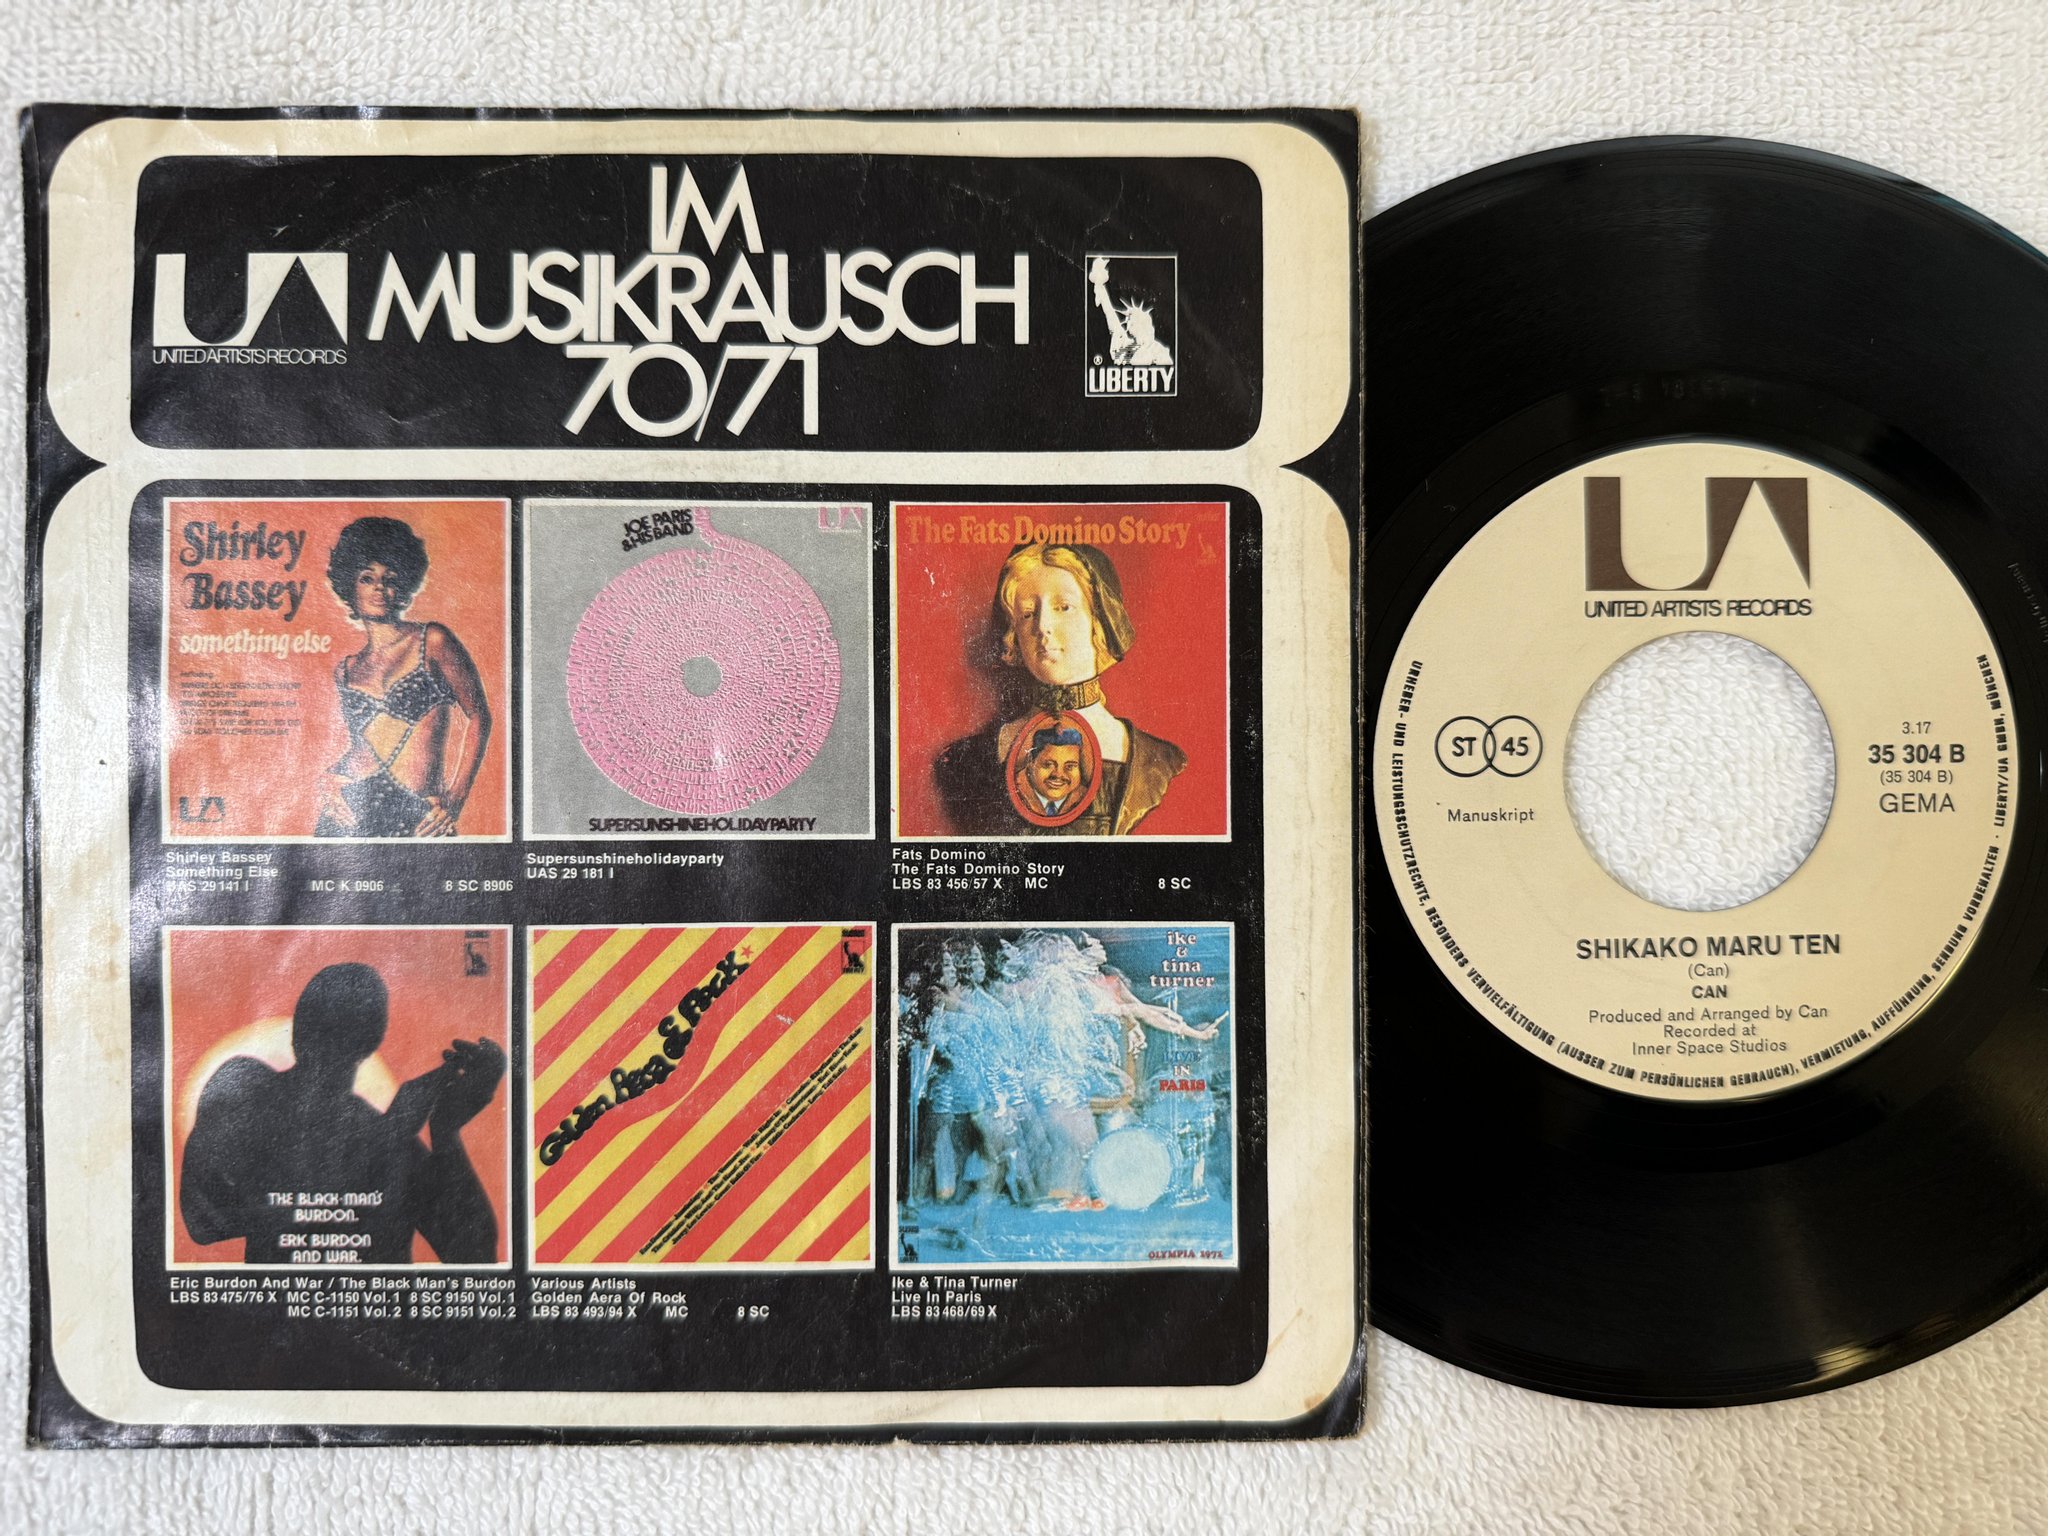 IM
MUSIKRAUSCH
70/71
UA
UNITED ARTISTS RECORDS
®
LIBERTY
Shirley
Bassey
something else
including
UA
JOE PARIS
& HIS BAND
UA
SUPERSUNSHINEHOLIDAYPARTY
The Fats Domino Story
Shirley Bassey
Something Else
UAS 29 141 I MC K 0906 8 SC 8906
Supersunshineholidayparty
UAS 29 181 I
Fats Domino
The Fats Domino Story
LBS 83 456/57 X MC 8 SC
THE BLACK-MAN'S
BURDON.
ERIC BURDON
AND WAR.
Golden Aera of Rock
ike
&
tina
turner
LIVE
IN
PARIS
OLYMPIA 1971
Eric Burdon And War / The Black Man's Burdon
LBS 83 475/76 X MC C-1150 Vol. 1 8 SC 9150 Vol. 1
MC C-1151 Vol. 2 8 SC 9151 Vol. 2
Various Artists
Golden Aera Of Rock
LBS 83 493/94 X MC 8 SC
Ike & Tina Turner
Live In Paris
LBS 83 468/69 X
UA
UNITED ARTISTS RECORDS
ST 45
Manuskript
3.17
35 304 B
(35 304 B)
GEMA
SHIKAKO MARU TEN
(Can)
CAN
Produced and Arranged by Can
Recorded at
Inner Space Studios
URHEBER- UND LEISTUNGSSCHUTZRECHTE, BESONDERS VERVIELFÄLTIGUNG (AUSSER ZUM PERSÖNLICHEN GEBRAUCH), VERMIETUNG, AUFFÜHRUNG, SENDUNG VORBEHALTEN · LIBERTY/UA GMBH, MÜNCHEN